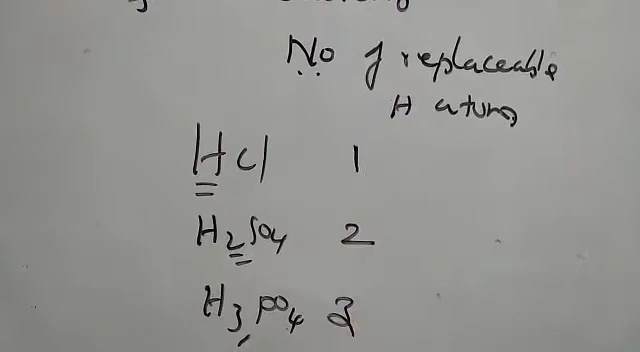 No of replaceable
H atoms
HCl 1
H2SO4 2
H3PO4 3